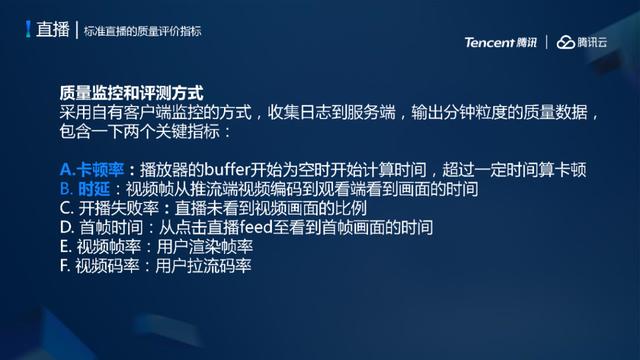 直播 | 标准直播的质量评价指标
Tencent 腾讯 | 腾讯云
质量监控和评测方式
采用自有客户端监控的方式，收集日志到服务端，输出分钟粒度的质量数据，
包含一下两个关键指标：
A.卡顿率：播放器的buffer开始为空时开始计算时间，超过一定时间算卡顿
B. 时延：视频帧从推流端视频编码到观看端看到画面的时间
C. 开播失败率：直播未看到视频画面的比例
D. 首帧时间：从点击直播feed至看到首帧画面的时间
E. 视频帧率：用户渲染帧率
F. 视频码率：用户拉流码率